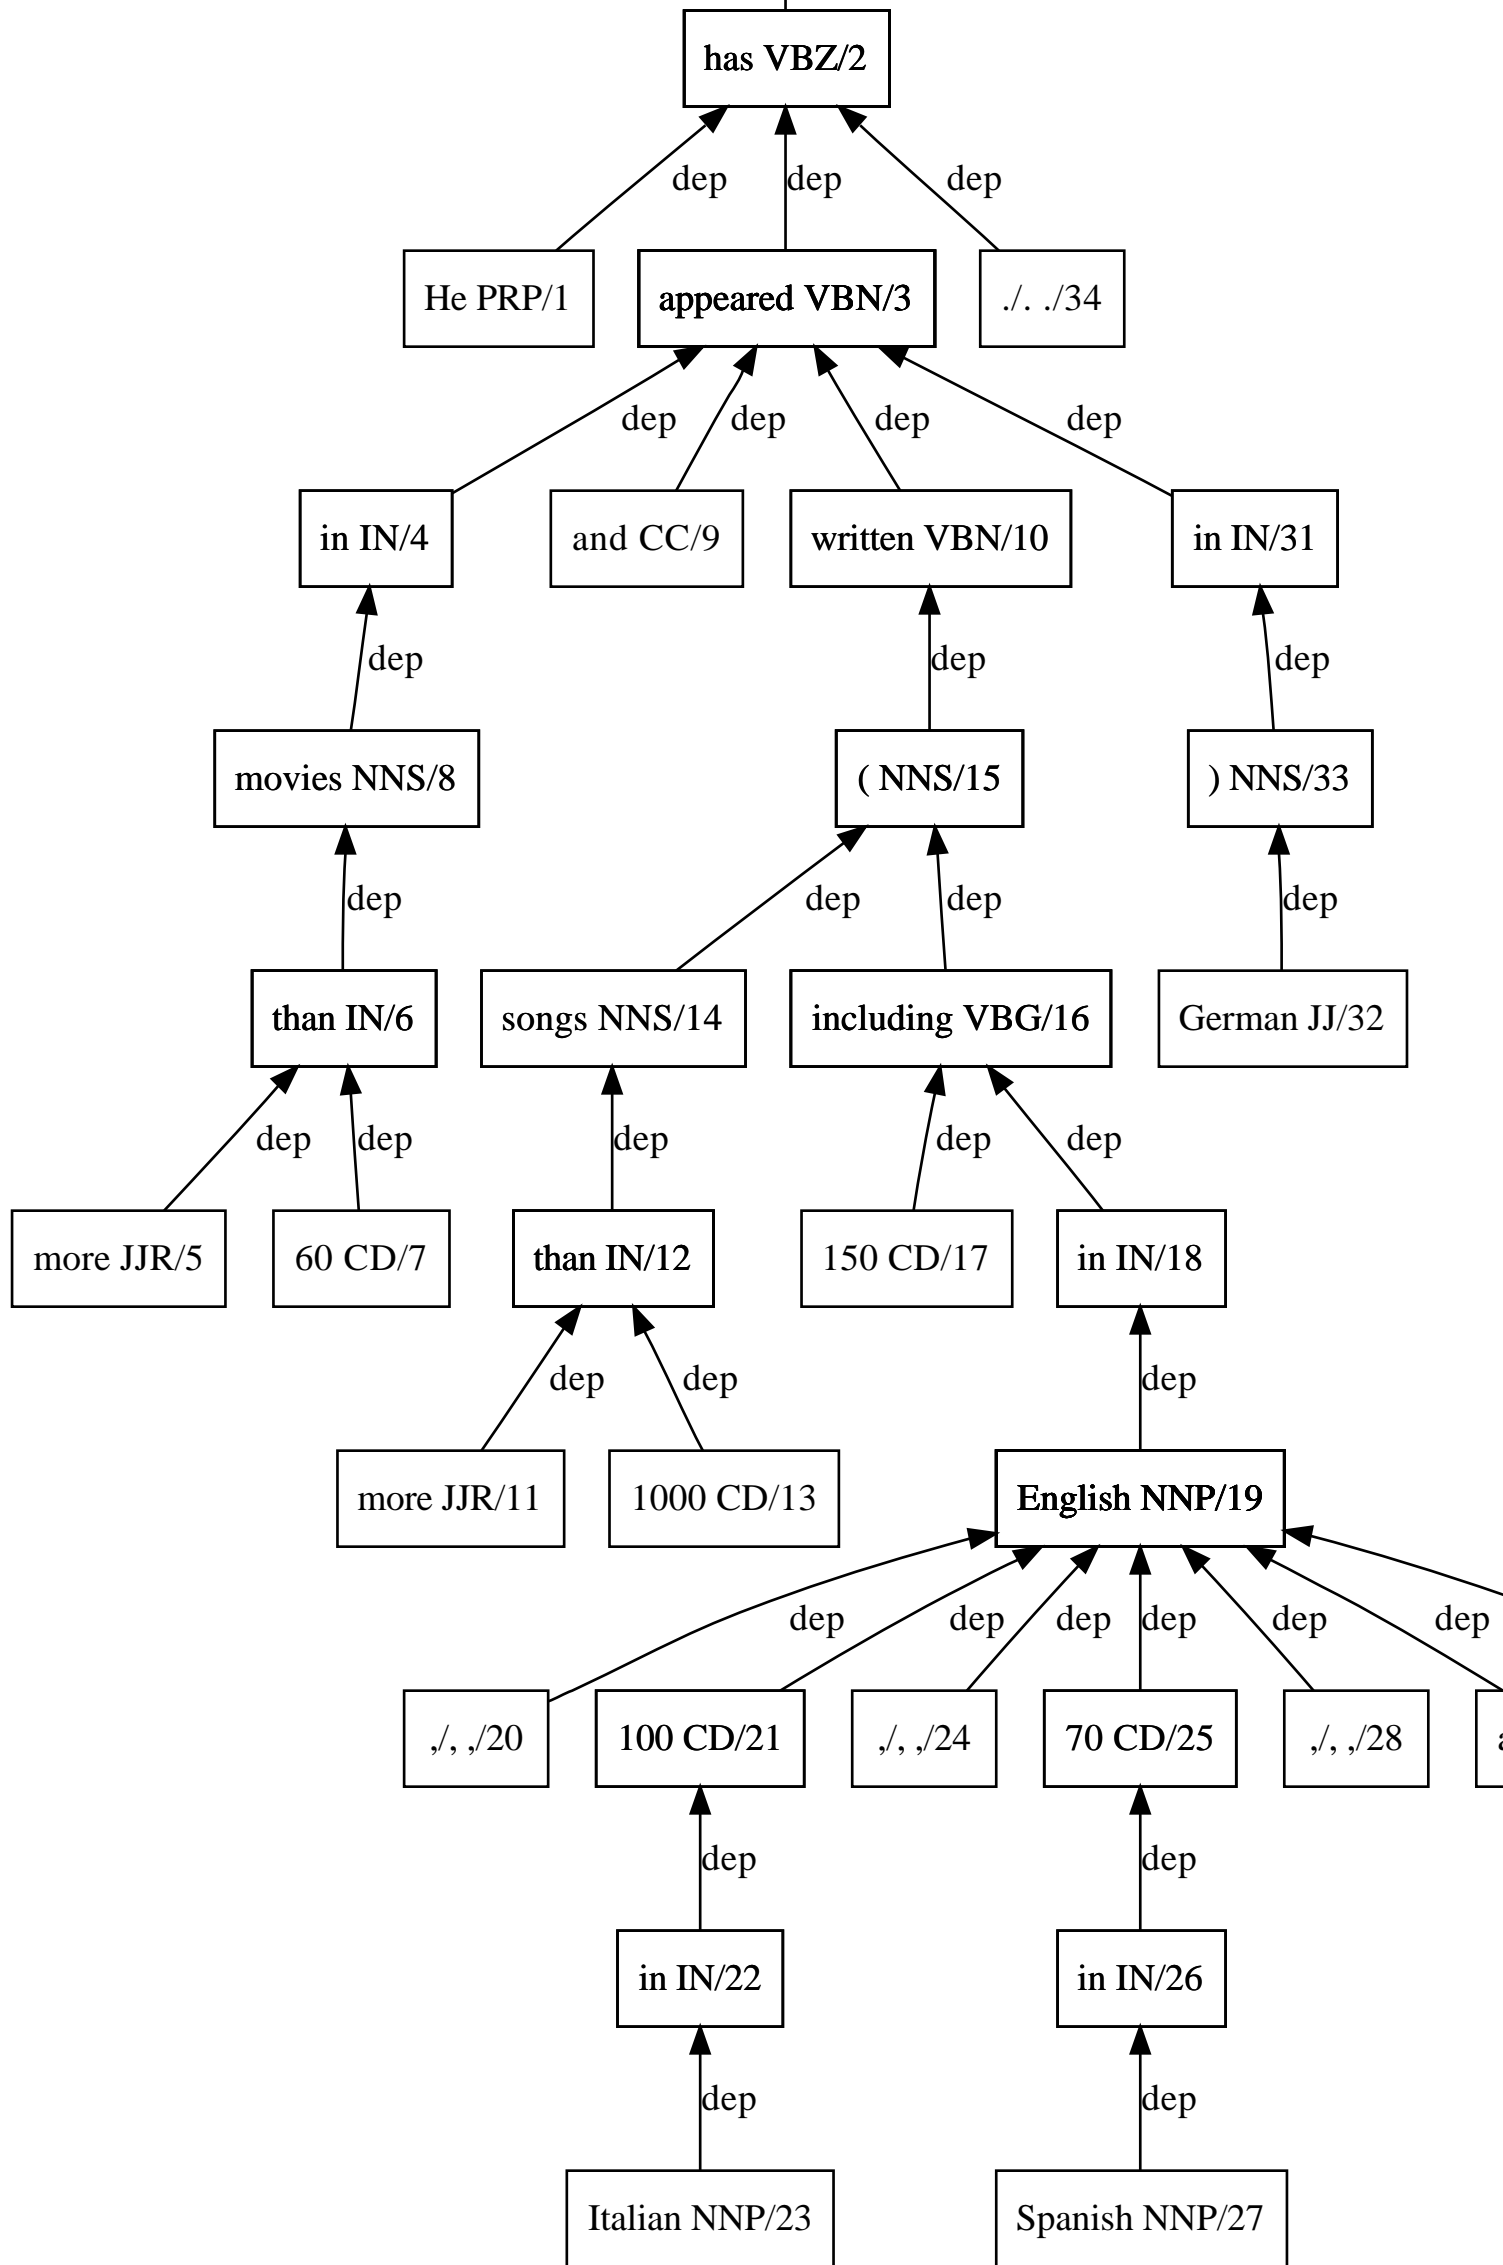 has VBZ/2
dep dep dep
He PRP/1 appeared VBN/3 ./. ./34
dep dep dep dep
in IN/4 and CC/9 written VBN/10 in IN/31
dep dep dep
movies NNS/8 ( NNS/15 ) NNS/33
dep dep dep dep
than IN/6 songs NNS/14 including VBG/16 German JJ/32
dep dep dep dep dep
more JJR/5 60 CD/7 than IN/12 150 CD/17 in IN/18
dep dep dep
more JJR/11 1000 CD/13 English NNP/19
dep dep dep dep dep dep
,/, ,/20 100 CD/21 ,/, ,/24 70 CD/25 ,/, ,/28
dep dep
in IN/22 in IN/26
dep dep
Italian NNP/23 Spanish NNP/27